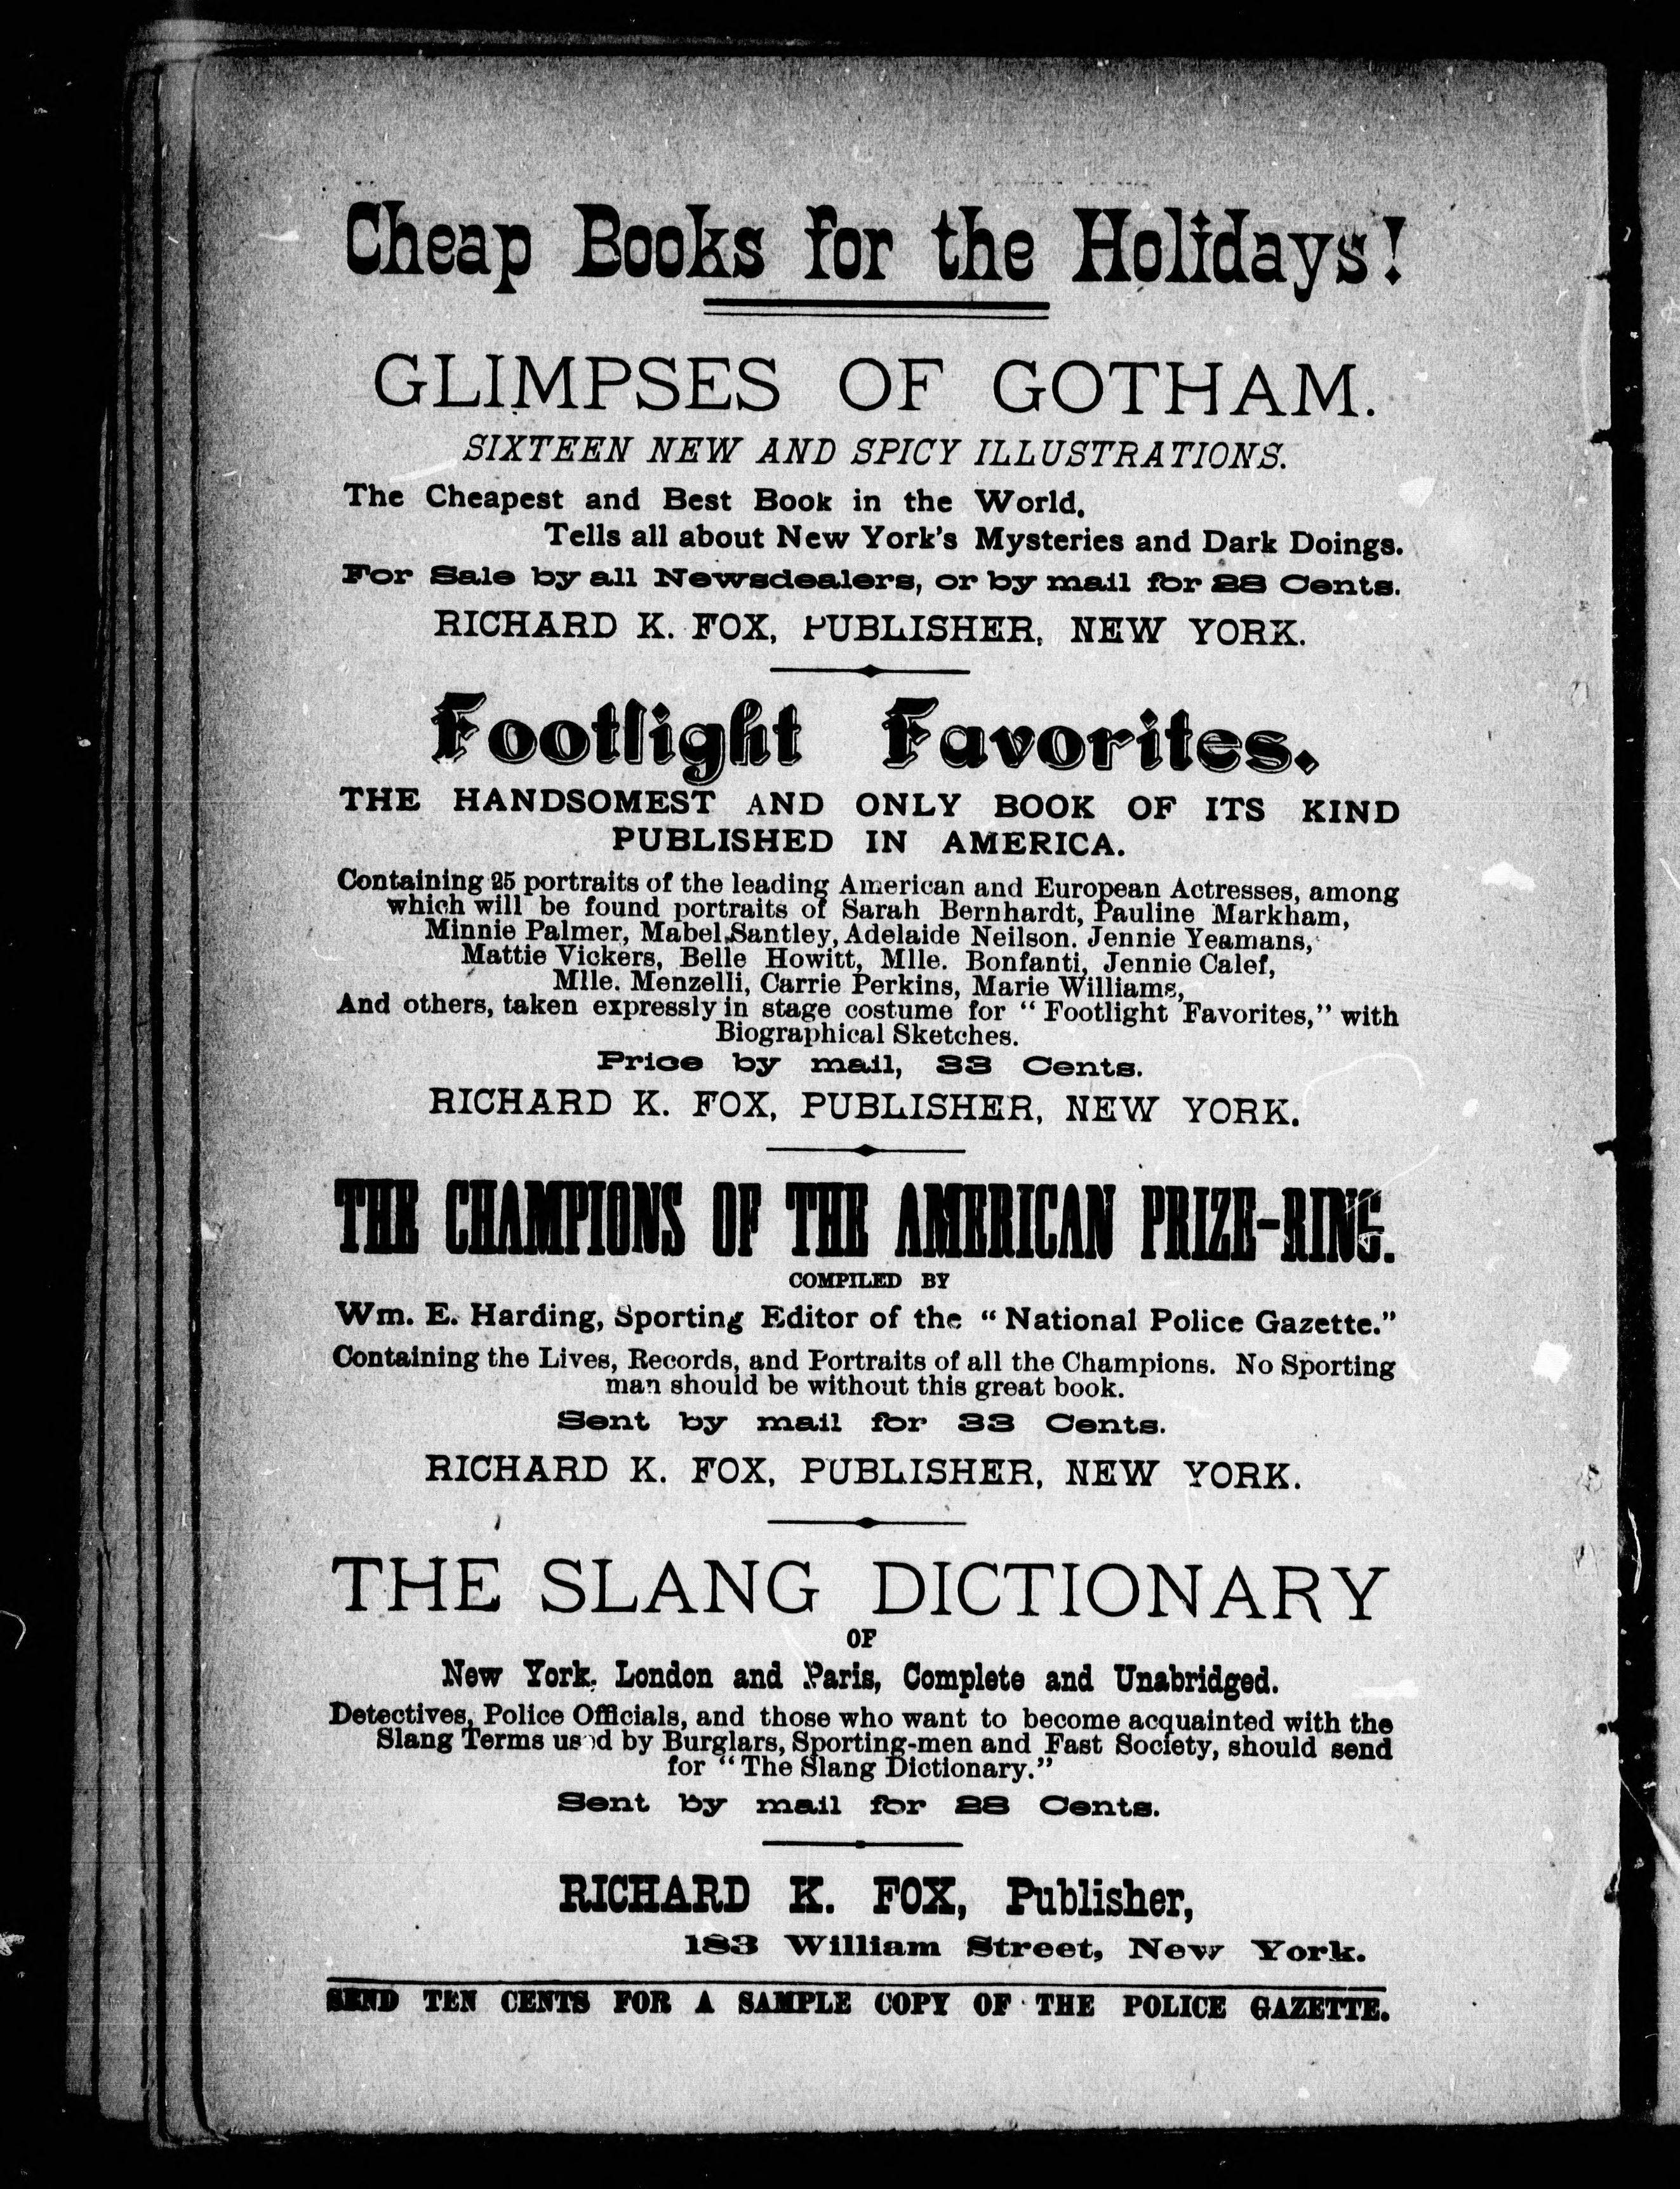 Cheap Books for the Holidays!
GLIMPSES OF GOTHAM.
SIXTEEN NEW AND SPICY ILLUSTRATIONS.
The Cheapest and Best Book in the World.
Tells all about New York's Mysteries and Dark Doings.
For Sale by all Newsdealers, or by mail for 28 Cents.
RICHARD K. FOX, PUBLISHER, NEW YORK.
Footlight Favorites.
THE HANDSOMEST AND ONLY BOOK OF ITS KIND
PUBLISHED IN AMERICA.
Containing 25 portraits of the leading American and European Actresses, among
which will be found portraits of Sarah Bernhardt, Pauline Markham,
Minnie Palmer, Mabel Santley, Adelaide Neilson. Jennie Yeamans,
Mattie Vickers, Belle Howitt, Mlle. Bonfanti, Jennie Calef,
Mlle. Menzelli, Carrie Perkins, Marie Williams,
And others, taken expressly in stage costume for "Footlight Favorites," with
Biographical Sketches.
Price by mail, 33 Cents.
RICHARD K. FOX, PUBLISHER, NEW YORK.
THE CHAMPIONS OF THE AMERICAN PRIZE-RING.
COMPILED BY
Wm. E. Harding, Sporting Editor of the "National Police Gazette."
Containing the Lives, Records, and Portraits of all the Champions. No Sporting
man should be without this great book.
Sent by mail for 33 Cents.
RICHARD K. FOX, PUBLISHER, NEW YORK.
THE SLANG DICTIONARY
OF
New York, London and Paris, Complete and Unabridged.
Detectives, Police Officials, and those who want to become acquainted with the
Slang Terms used by Burglars, Sporting-men and Fast Society, should send
for "The Slang Dictionary."
Sent by mail for 28 Cents.
RICHARD K. FOX, Publisher,
183 William Street, New York.
SEND TEN CENTS FOR A SAMPLE COPY OF THE POLICE GAZETTE.